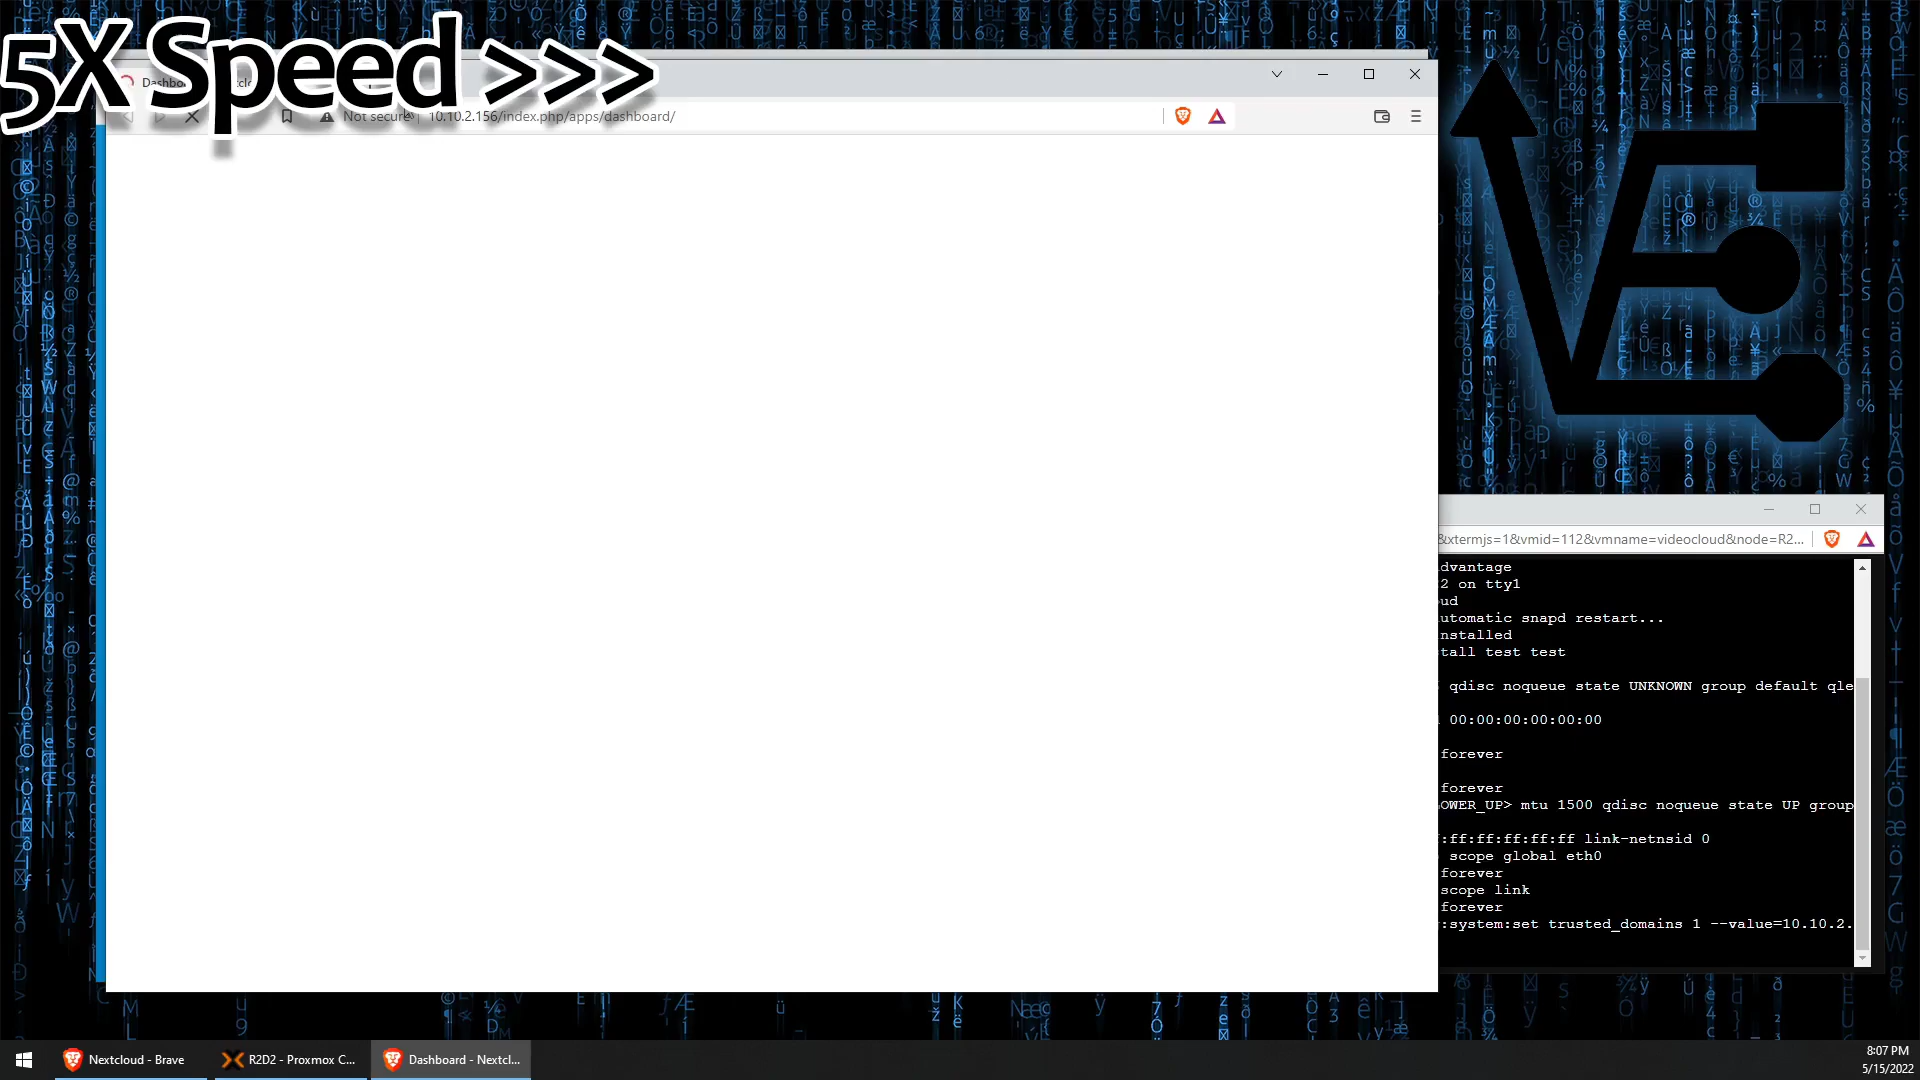 5X Speed >>>
Dashbo
Not secure
10.10.2.156/index.php/apps/dashboard/
&xtermjs=1&vmid=112&vmname=videocloud&node=R2...
dvantage
2 on tty1
oud
utomatic snapd restart...
nstalled
tall test test
qdisc noqueue state UNKNOWN group default qle
00:00:00:00:00:00
forever
forever
OWER_UP> mtu 1500 qdisc noqueue state UP group
f:ff:ff:ff:ff:ff link-netnsid 0
scope global eth0
forever
scope link
forever
g:system:set trusted_domains 1 --value=10.10.2.
Nextcloud - Brave
R2D2 - Proxmox C...
Dashboard - Nextcl...
8:07 PM
5/15/2022